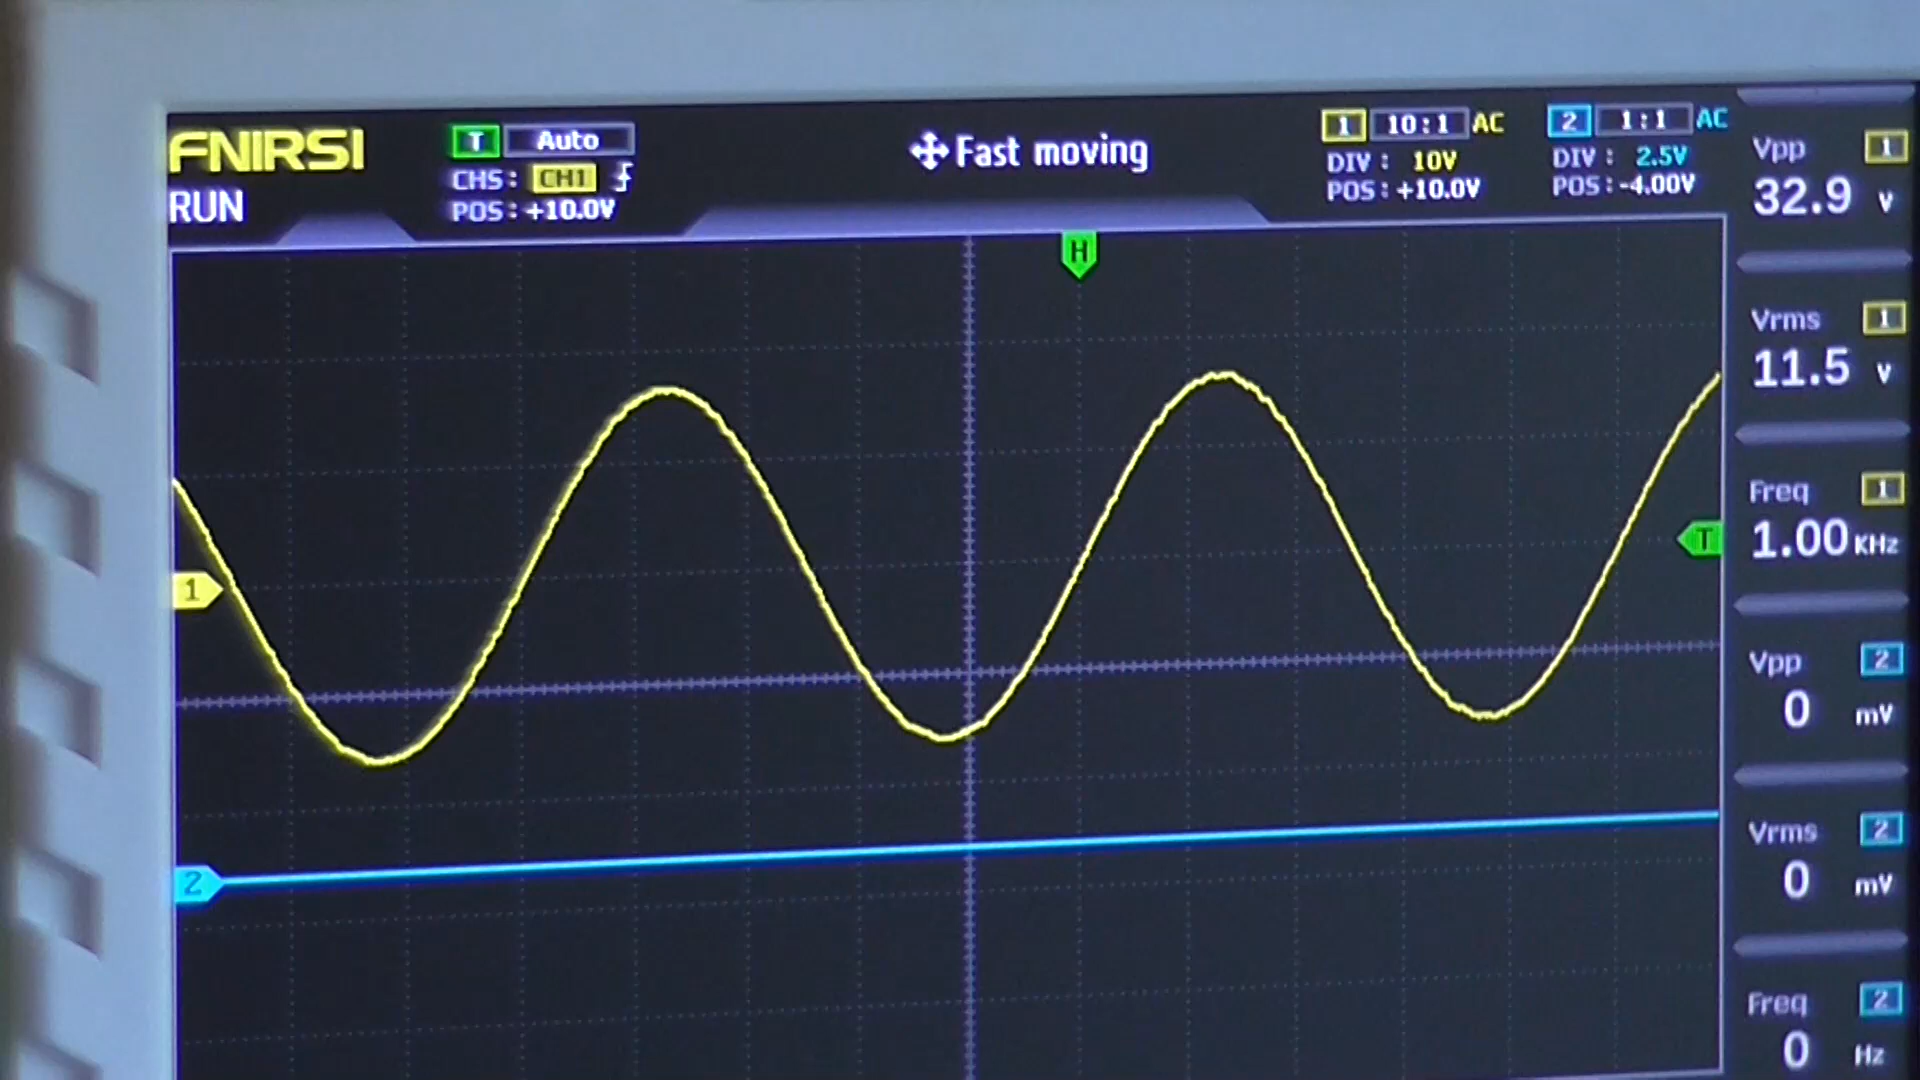 FNIRSI
RUN
T Auto
CHS: CH1
POS: +10.0V
Fast moving
1 10:1 AC
DIV: 10V
POS: +10.0V
2 1:1 AC
DIV: 2.5V
POS: -4.00V
H
T
1
2
Vpp 1
32.9 V
Vrms 1
11.5 V
Freq 1
1.00 KHz
Vpp 2
0 mV
Vrms 2
0 mV
Freq 2
0 Hz